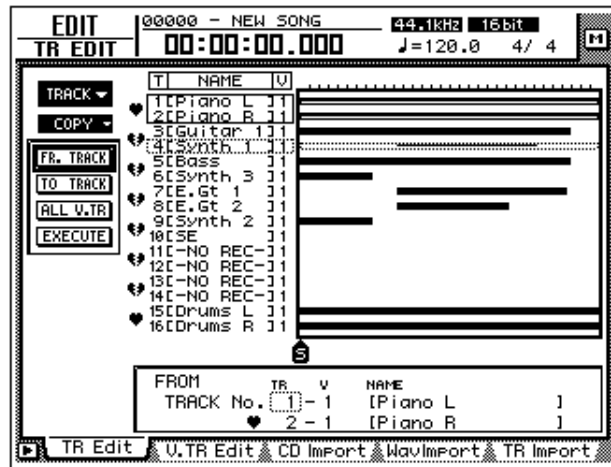 EDIT
TR EDIT
00000 - NEW SONG
44.1kHz 16bit
00:00:00.000
♩=120.0 4/ 4
M
TRACK
COPY
FR. TRACK
TO TRACK
ALL V.TR
EXECUTE
T NAME V
1[Piano L ]1
2[Piano R ]1
3[Guitar 1]1
4[Synth 1 ]1
5[Bass ]1
6[Synth 3 ]1
7[E.Gt 1 ]1
8[E.Gt 2 ]1
9[Synth 2 ]1
10[SE ]1
11[-NO REC-]1
12[-NO REC-]1
13[-NO REC-]1
14[-NO REC-]1
15[Drums L ]1
16[Drums R ]1
S
FROM TR V NAME
TRACK No. 1 - 1 [Piano L ]
2 - 1 [Piano R ]
TR Edit V.TR Edit CD Import WavImport TR Import